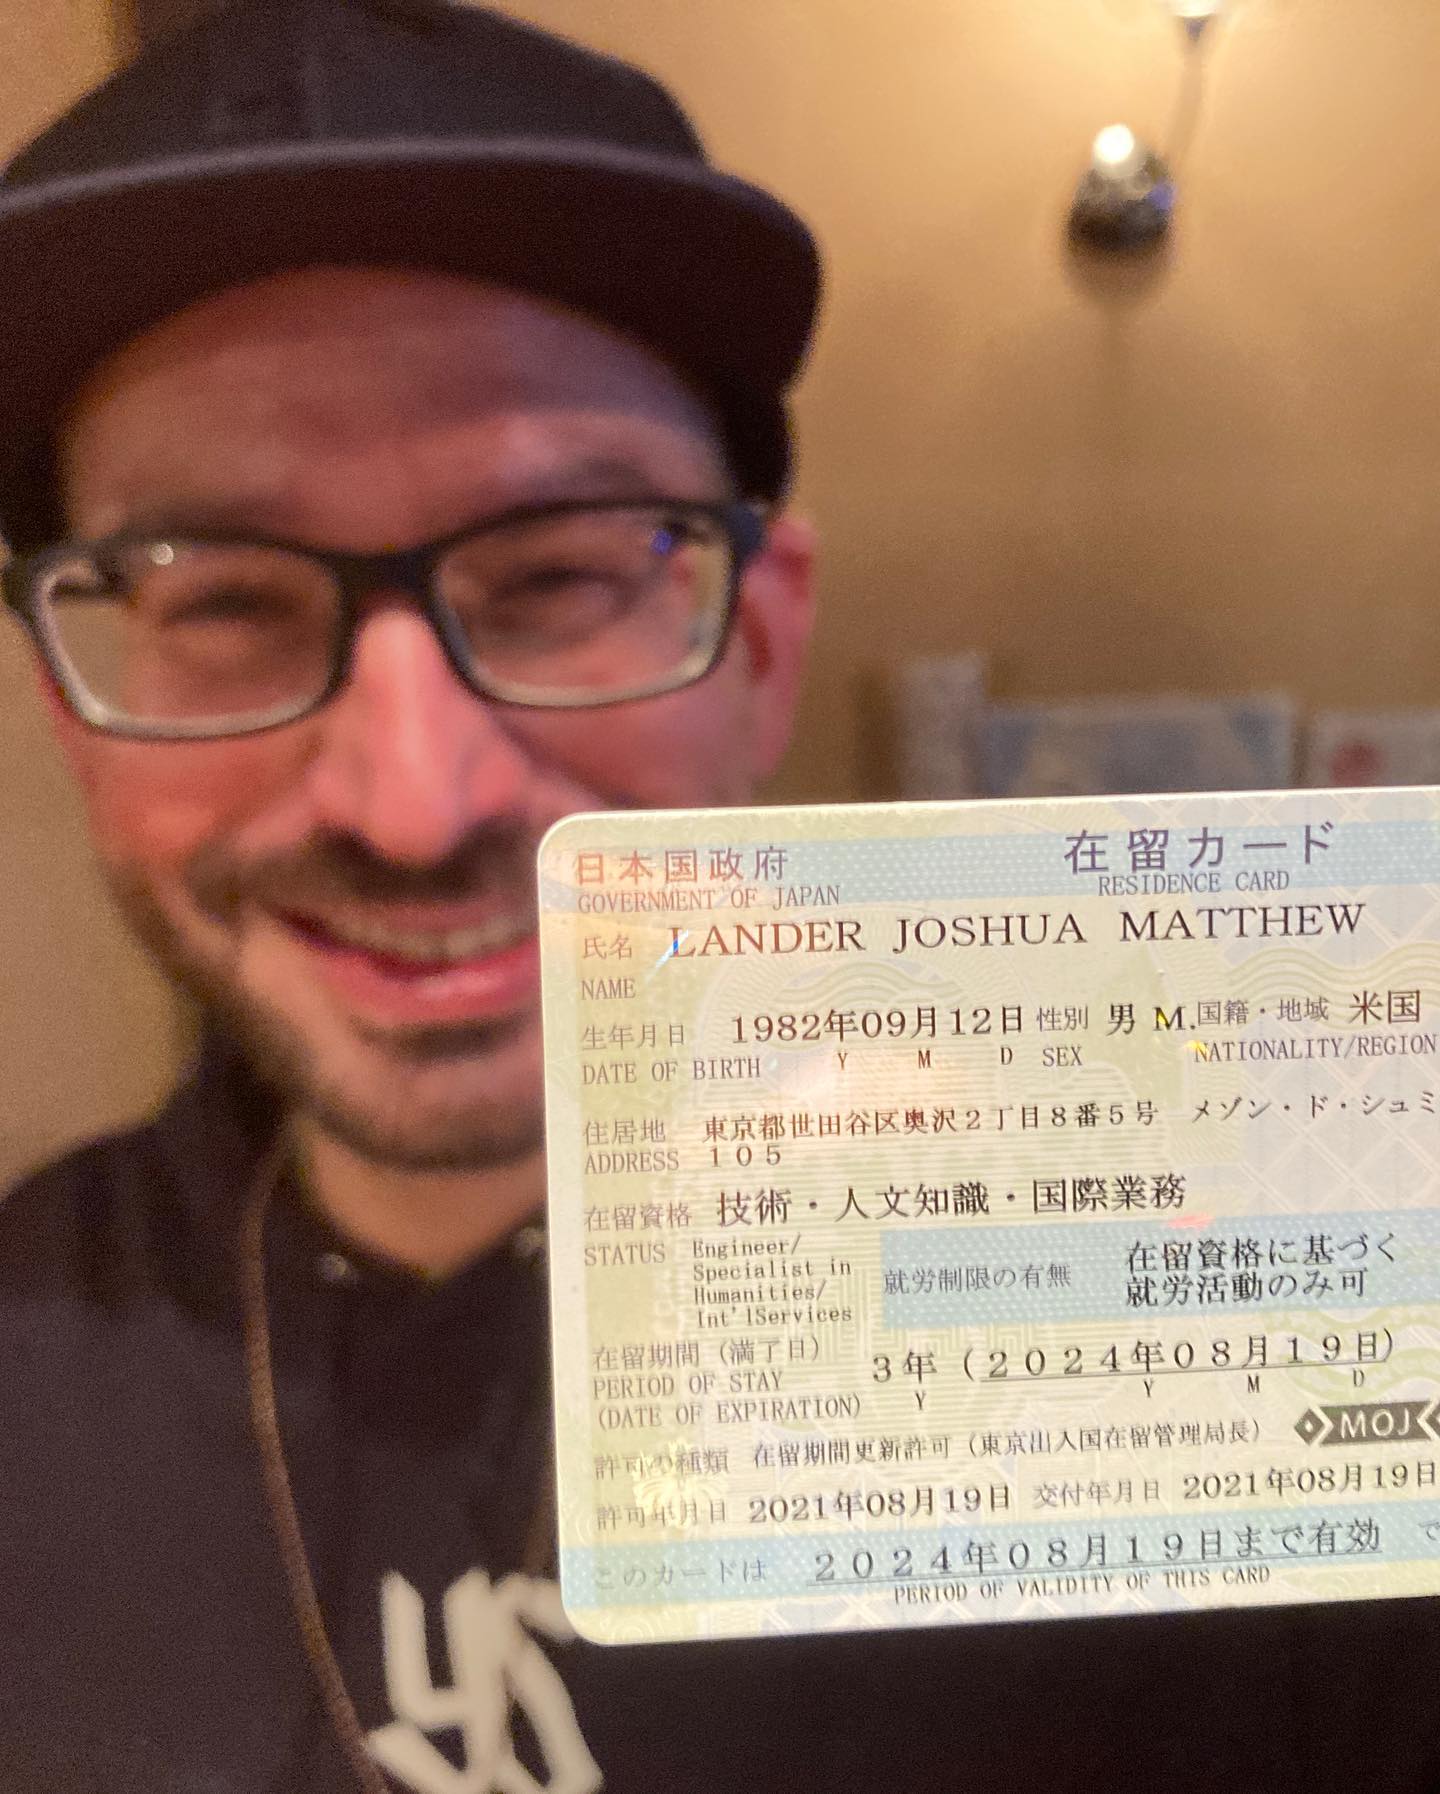 日本国政府 在留カード
GOVERNMENT OF JAPAN RESIDENCE CARD
氏名 LANDER JOSHUA MATTHEW
NAME
生年月日 1982年09月12日 性別 男 M. 国籍・地域 米国
DATE OF BIRTH Y M D SEX NATIONALITY/REGION
住居地 東京都世田谷区奥沢2丁目8番5号 メゾン・ド・シュミ
ADDRESS 105
在留資格 技術・人文知識・国際業務
STATUS Engineer/
Specialist in
Humanities/
Int'lServices
就労制限の有無 在留資格に基づく
就労活動のみ可
在留期間(満了日) 3年(2024年08月19日)
PERIOD OF STAY Y Y M D
(DATE OF EXPIRATION)
許可の種類 在留期間更新許可(東京出入国在留管理局長) MOJ
許可年月日 2021年08月19日 交付年月日 2021年08月19日
このカードは 2024年08月19日まで有効 で
PERIOD OF VALIDITY OF THIS CARD